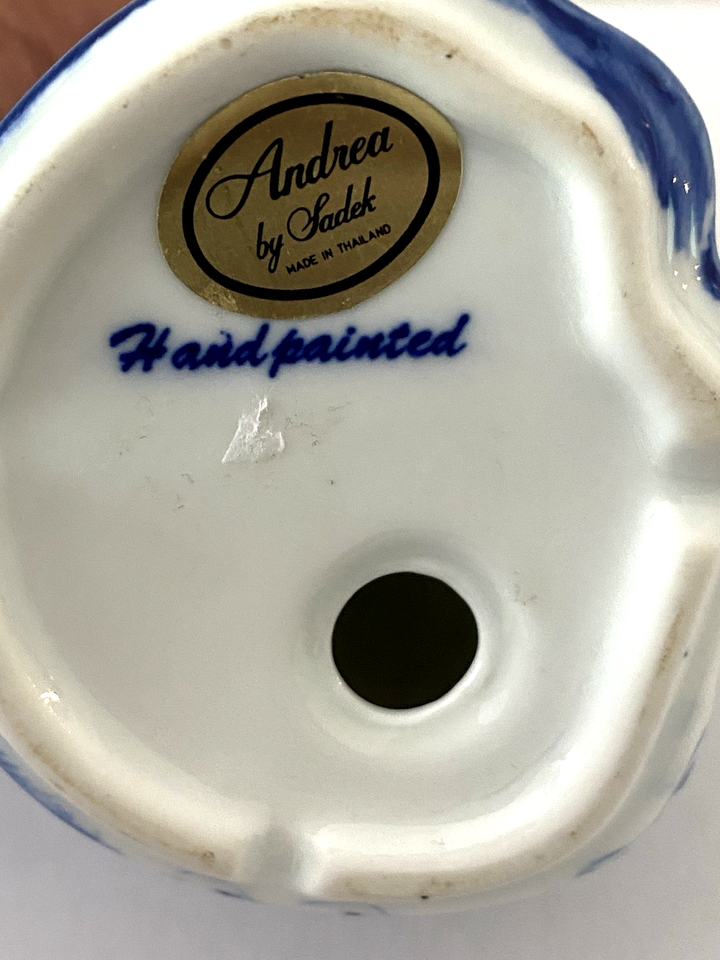 Andrea
by Sadek
MADE IN THAILAND
Handpainted